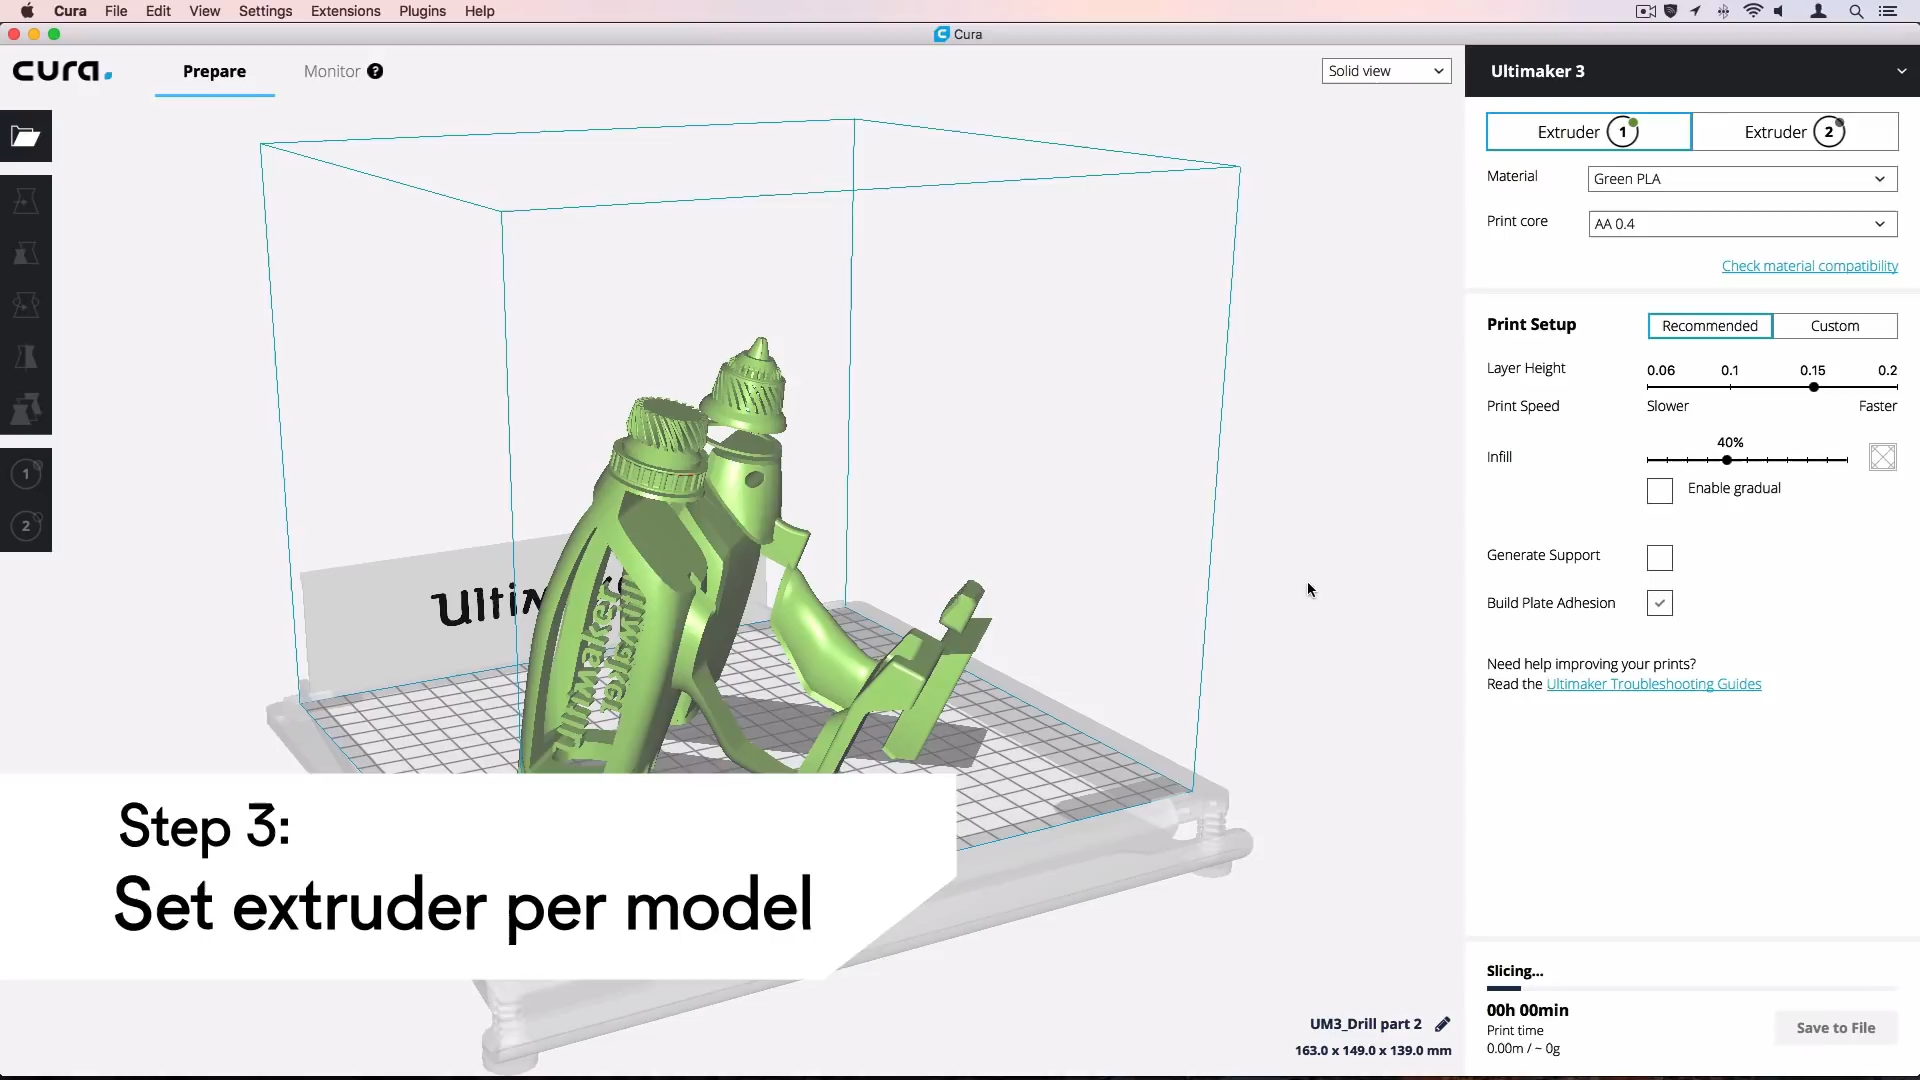 Cura File Edit View Settings Extensions Plugins Help
Cura
cura.
Prepare
Monitor ?
Solid view
Ultimaker 3
Extruder 1
Extruder 2
Material
Green PLA
Print core
AA 0.4
Check material compatibility
Print Setup
Recommended
Custom
Layer Height
0.06 0.1 0.15 0.2
Print Speed
Slower
Faster
40%
Infill
Enable gradual
Generate Support
Build Plate Adhesion
Need help improving your prints?
Read the Ultimaker Troubleshooting Guides
1
2
Ultimaker
Ultimaker
Step 3:
Set extruder per model
UM3_Drill part 2
163.0 x 149.0 x 139.0 mm
Slicing...
00h 00min
Print time
0.00m / ~ 0g
Save to File